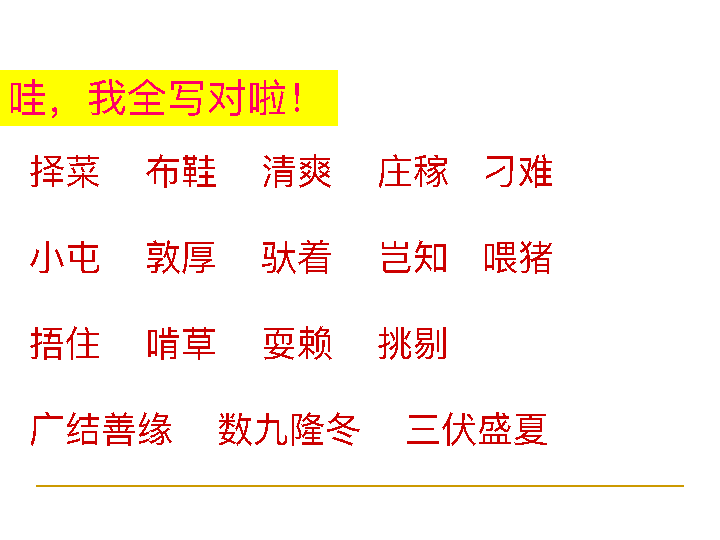 哇，我全写对啦！
择菜 布鞋 清爽 庄稼 刁难
小屯 敦厚 驮着 岂知 喂猪
捂住 啃草 耍赖 挑剔
广结善缘 数九隆冬 三伏盛夏